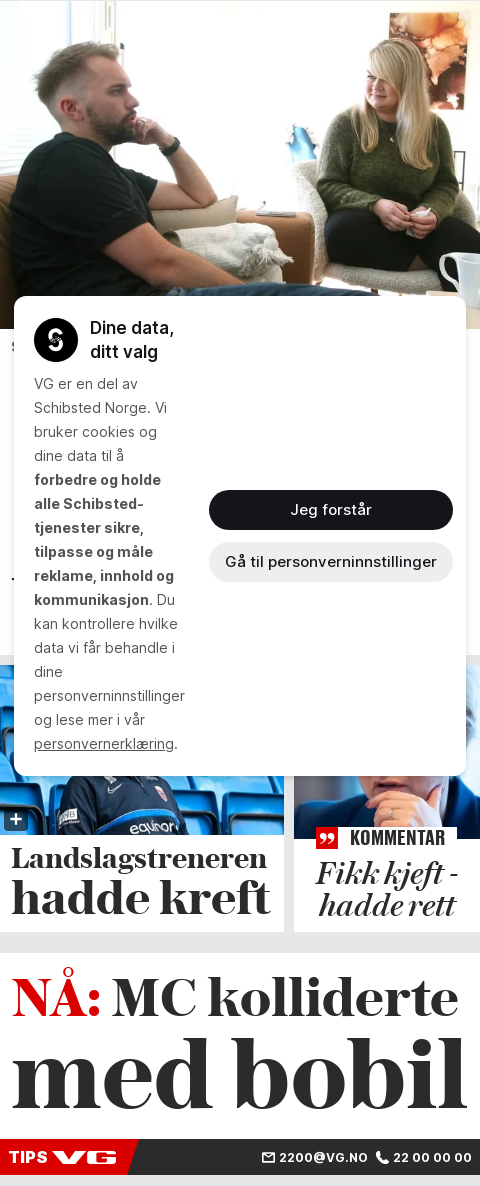 Dine data,
ditt valg
VG er en del av
Schibsted Norge. Vi
bruker cookies og
dine data til å
forbedre og holde
alle Schibsted-
tjenester sikre,
tilpasse og måle
reklame, innhold og
kommunikasjon. Du
kan kontrollere hvilke
data vi får behandle i
dine
personverninnstillinger
og lese mer i vår
personvernerklæring.
Jeg forstår
Gå til personverninnstillinger
equinor
Landslagstreneren
hadde kreft
KOMMENTAR
Fikk kjeft -
hadde rett
NÅ: MC kolliderte
med bobil
TIPS VG
2200@VG.NO 22 00 00 00